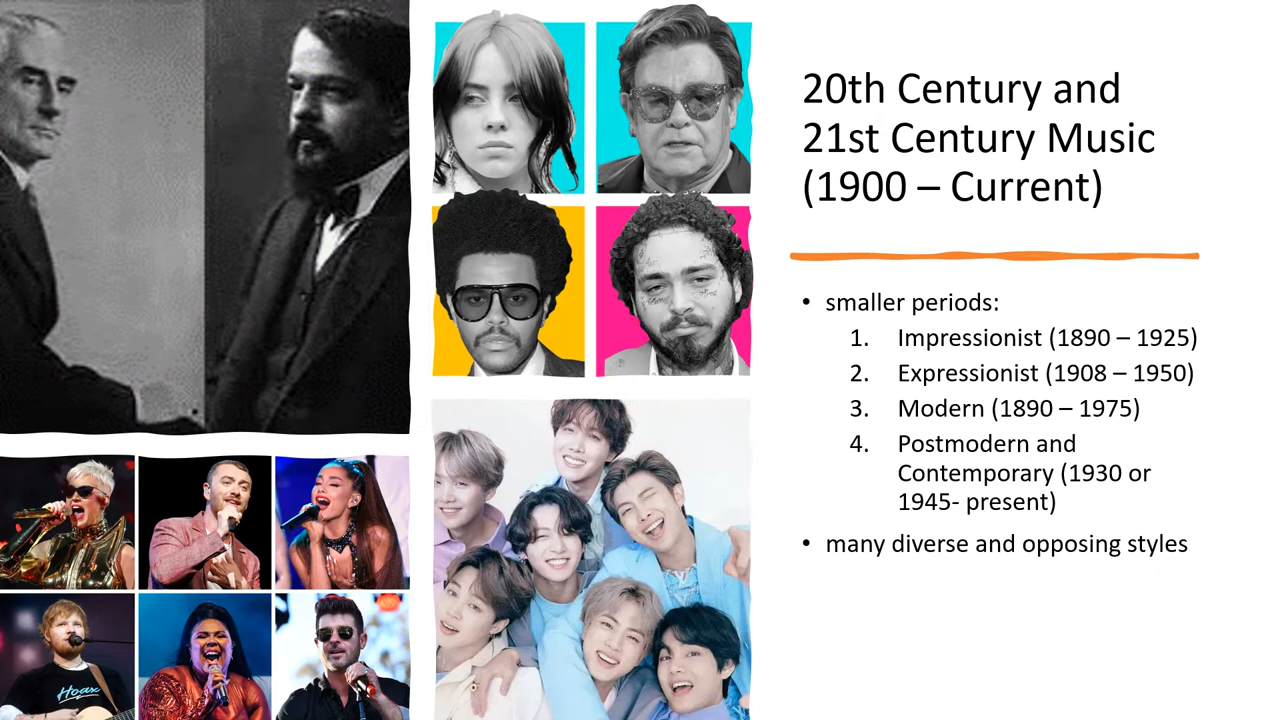 20th Century and
21st Century Music
(1900 – Current)
• smaller periods:
1. Impressionist (1890 – 1925)
2. Expressionist (1908 – 1950)
3. Modern (1890 – 1975)
4. Postmodern and
Contemporary (1930 or
1945- present)
• many diverse and opposing styles
Hoax